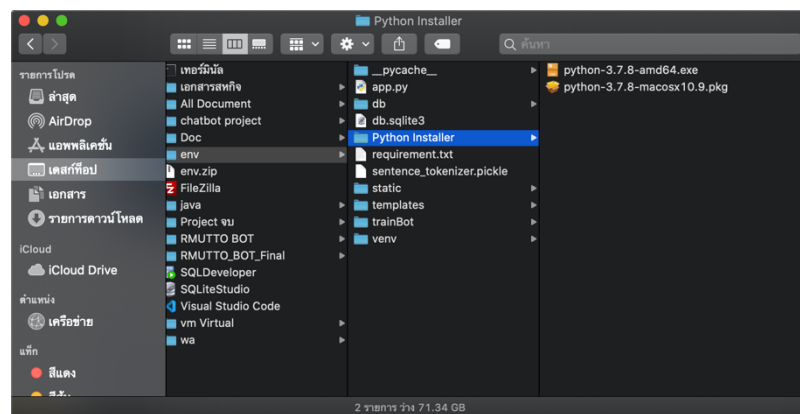 Python Installer
ค้นหา
รายการโปรด
ล่าสุด
AirDrop
แอพพลิเคชั่น
เดสก์ท็อป
เอกสาร
รายการดาวน์โหลด
iCloud
iCloud Drive
ตำแหน่ง
เครือข่าย
แท็ก
สีแดง
เทอร์มินัล
เอกสารสหกิจ
All Document
chatbot project
Doc
env
env.zip
FileZilla
java
Project จบ
RMUTTO BOT
RMUTTO_BOT_Final
SQLDeveloper
SQLiteStudio
Visual Studio Code
vm Virtual
wa
__pycache__
app.py
db
db.sqlite3
Python Installer
requirement.txt
sentence_tokenizer.pickle
static
templates
trainBot
venv
python-3.7.8-amd64.exe
python-3.7.8-macosx10.9.pkg
2 รายการ ว่าง 71.34 GB